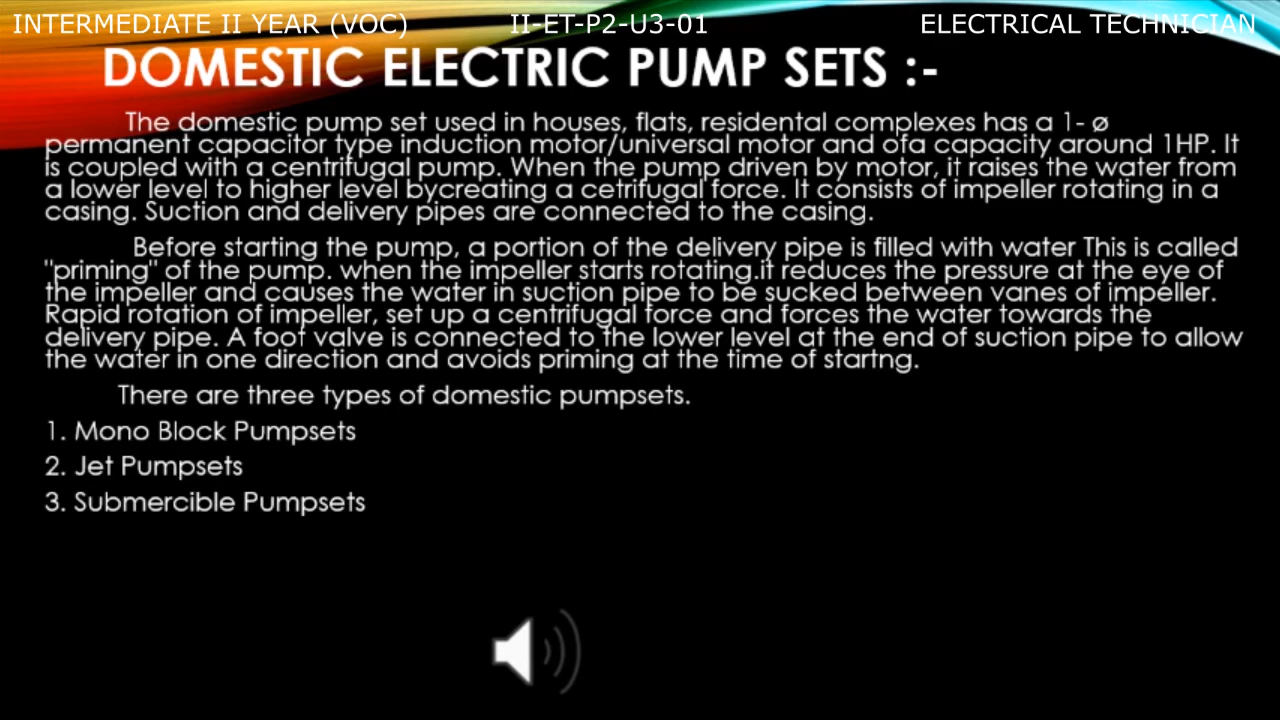 INTERMEDIATE II YEAR (VOC) II-ET-P2-U3-01 ELECTRICAL TECHNICIAN
DOMESTIC ELECTRIC PUMP SETS :-
The domestic pump set used in houses, flats, residental complexes has a 1- ø
permanent capacitor type induction motor/universal motor and ofa capacity around 1HP. It
is coupled with a centrifugal pump. When the pump driven by motor, it raises the water from
a lower level to higher level bycreating a cetrifugal force. It consists of impeller rotating in a
casing. Suction and delivery pipes are connected to the casing.
Before starting the pump, a portion of the delivery pipe is filled with water This is called
"priming" of the pump. when the impeller starts rotating.it reduces the pressure at the eye of
the impeller and causes the water in suction pipe to be sucked between vanes of impeller.
Rapid rotation of impeller, set up a centrifugal force and forces the water towards the
delivery pipe. A foot valve is connected to the lower level at the end of suction pipe to allow
the water in one direction and avoids priming at the time of startng.
There are three types of domestic pumpsets.
1. Mono Block Pumpsets
2. Jet Pumpsets
3. Submercible Pumpsets